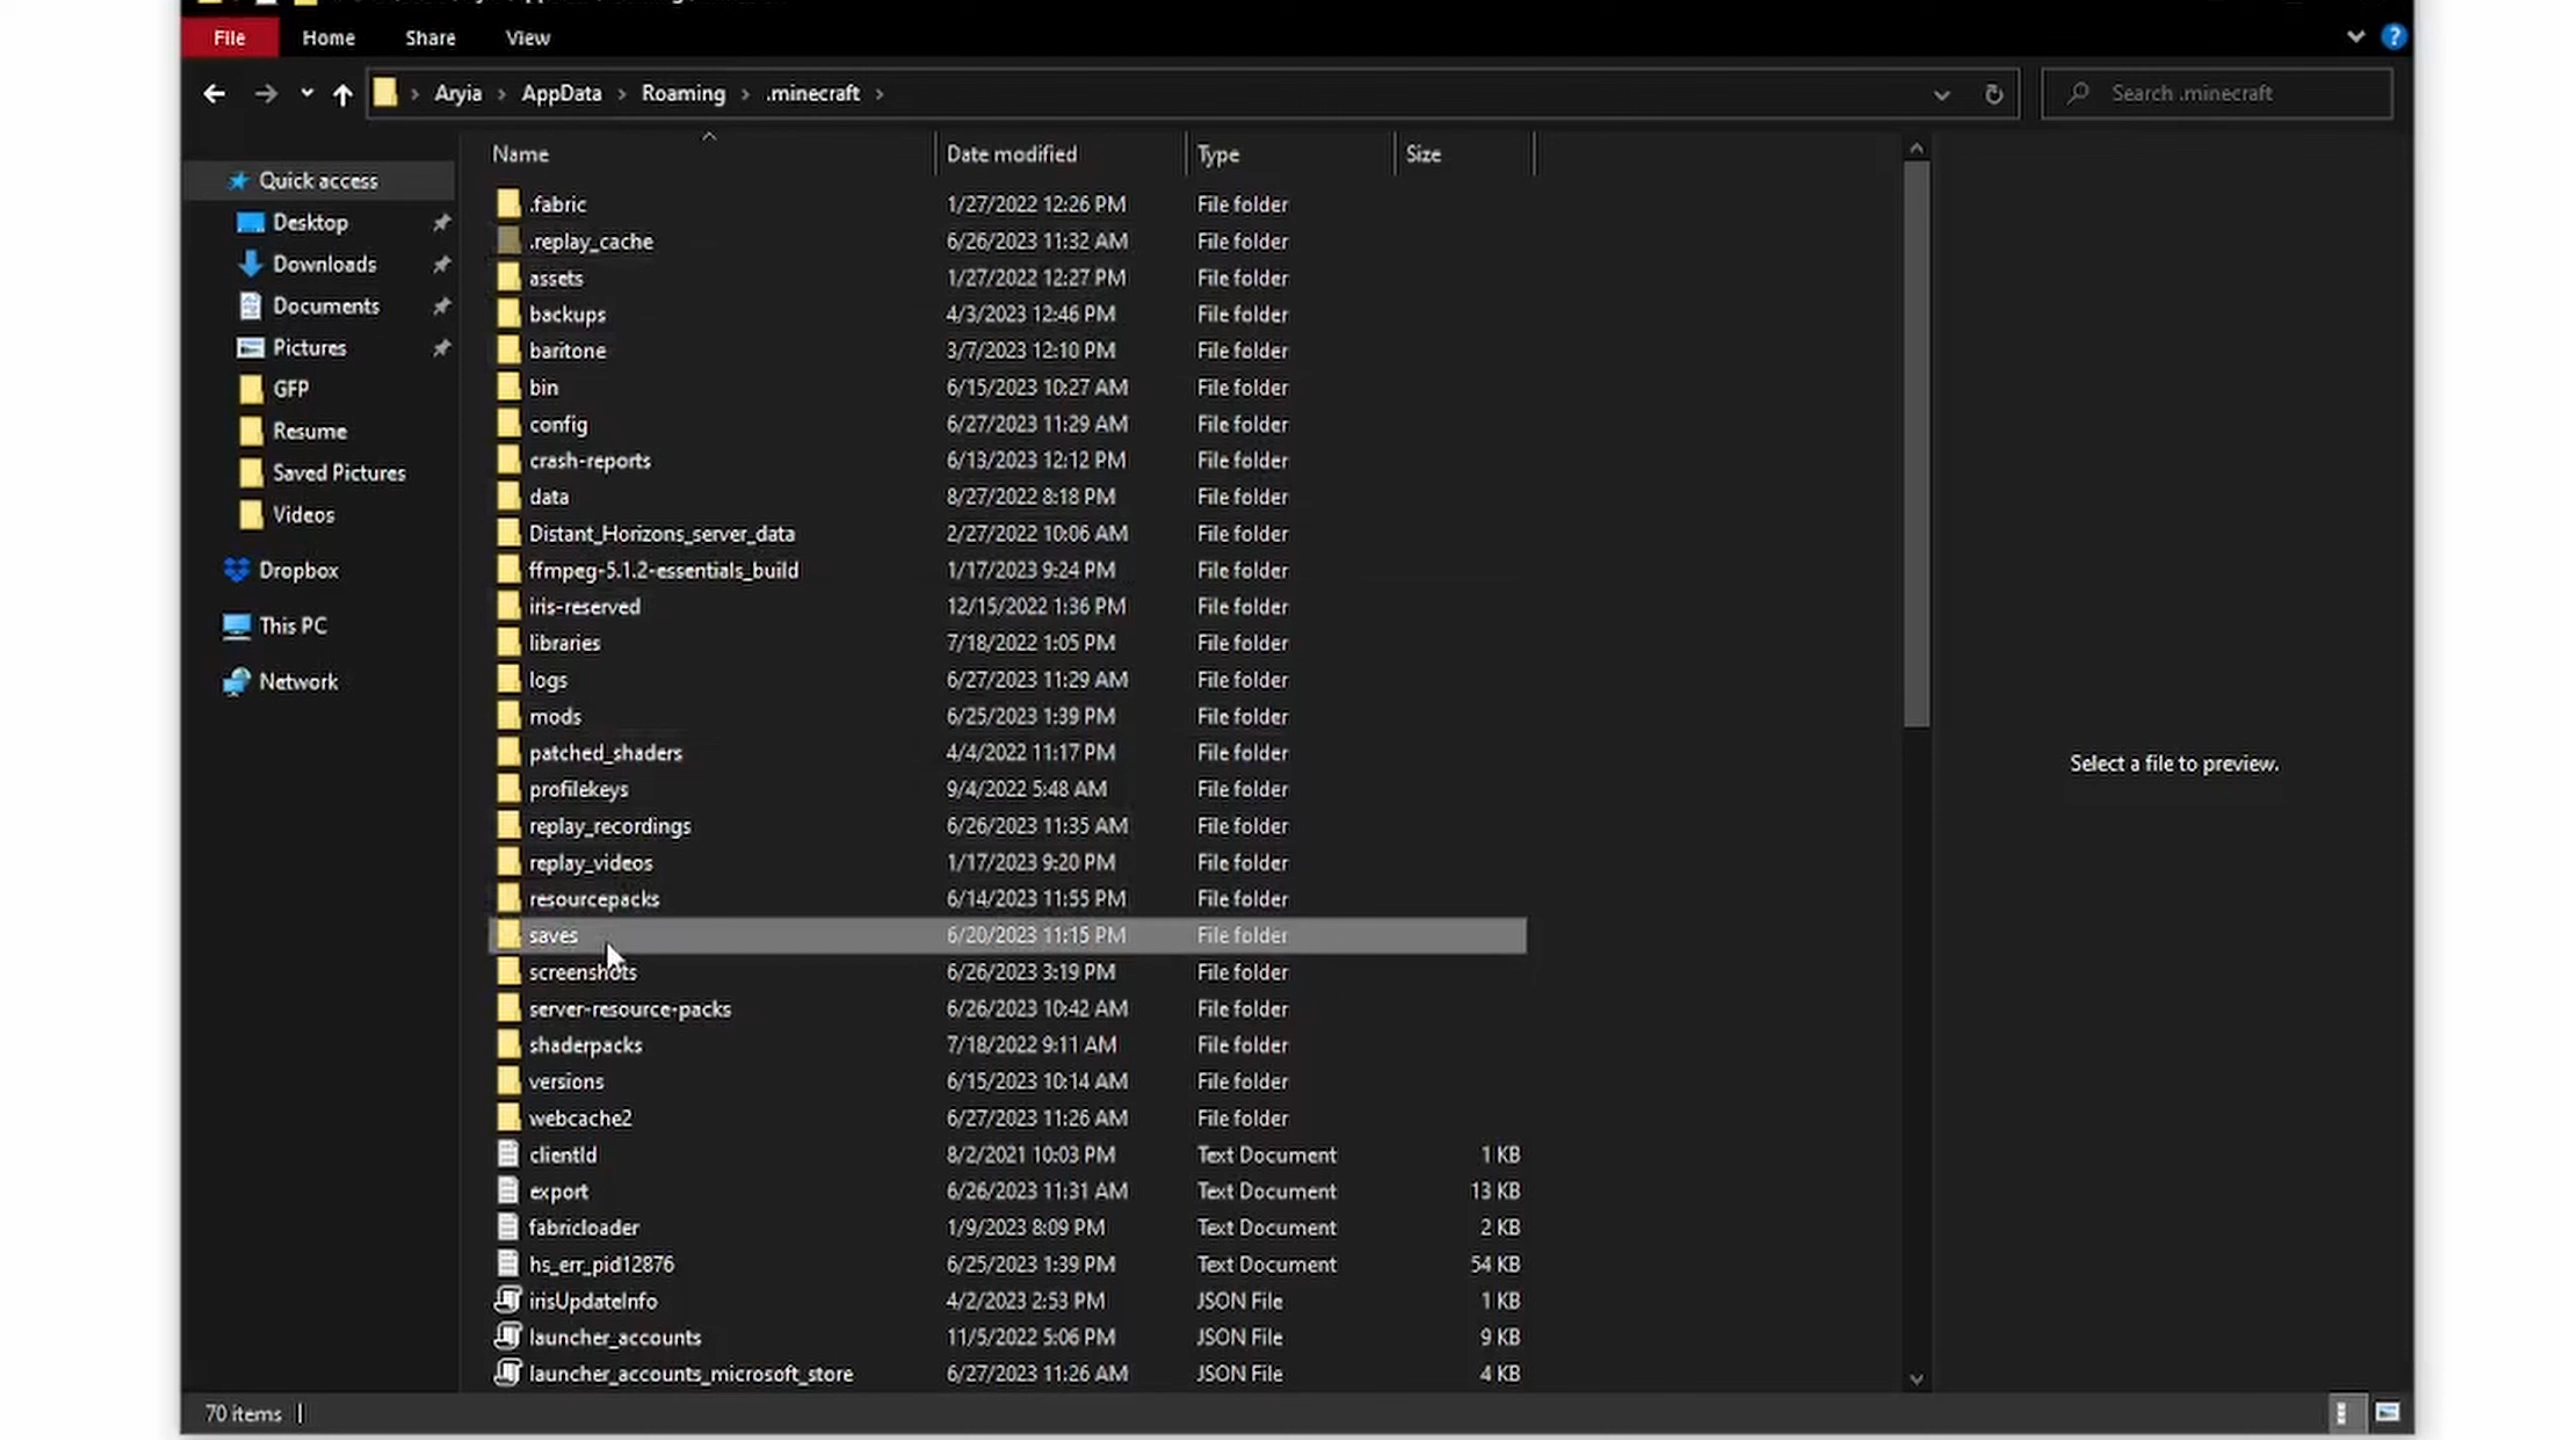 File Home Share View
Aryia AppData Roaming .minecraft
Search .minecraft
Name Date modified Type Size
Quick access
Desktop
Downloads
Documents
Pictures
GFP
Resume
Saved Pictures
Videos
Dropbox
This PC
Network
.fabric 1/27/2022 12:26 PM File folder
.replay_cache 6/26/2023 11:32 AM File folder
assets 1/27/2022 12:27 PM File folder
backups 4/3/2023 12:46 PM File folder
baritone 3/7/2023 12:10 PM File folder
bin 6/15/2023 10:27 AM File folder
config 6/27/2023 11:29 AM File folder
crash-reports 6/13/2023 12:12 PM File folder
data 8/27/2022 8:18 PM File folder
Distant_Horizons_server_data 2/27/2022 10:06 AM File folder
ffmpeg-5.1.2-essentials_build 1/17/2023 9:24 PM File folder
iris-reserved 12/15/2022 1:36 PM File folder
libraries 7/18/2022 1:05 PM File folder
logs 6/27/2023 11:29 AM File folder
mods 6/25/2023 1:39 PM File folder
patched_shaders 4/4/2022 11:17 PM File folder
profilekeys 9/4/2022 5:48 AM File folder
replay_recordings 6/26/2023 11:35 AM File folder
replay_videos 1/17/2023 9:20 PM File folder
resourcepacks 6/14/2023 11:55 PM File folder
saves 6/20/2023 11:15 PM File folder
screenshots 6/26/2023 3:19 PM File folder
server-resource-packs 6/26/2023 10:42 AM File folder
shaderpacks 7/18/2022 9:11 AM File folder
versions 6/15/2023 10:14 AM File folder
webcache2 6/27/2023 11:26 AM File folder
clientId 8/2/2021 10:03 PM Text Document 1 KB
export 6/26/2023 11:31 AM Text Document 13 KB
fabricloader 1/9/2023 8:09 PM Text Document 2 KB
hs_err_pid12876 6/25/2023 1:39 PM Text Document 54 KB
irisUpdateInfo 4/2/2023 2:53 PM JSON File 1 KB
launcher_accounts 11/5/2022 5:06 PM JSON File 9 KB
launcher_accounts_microsoft_store 6/27/2023 11:26 AM JSON File 4 KB
Select a file to preview.
70 items